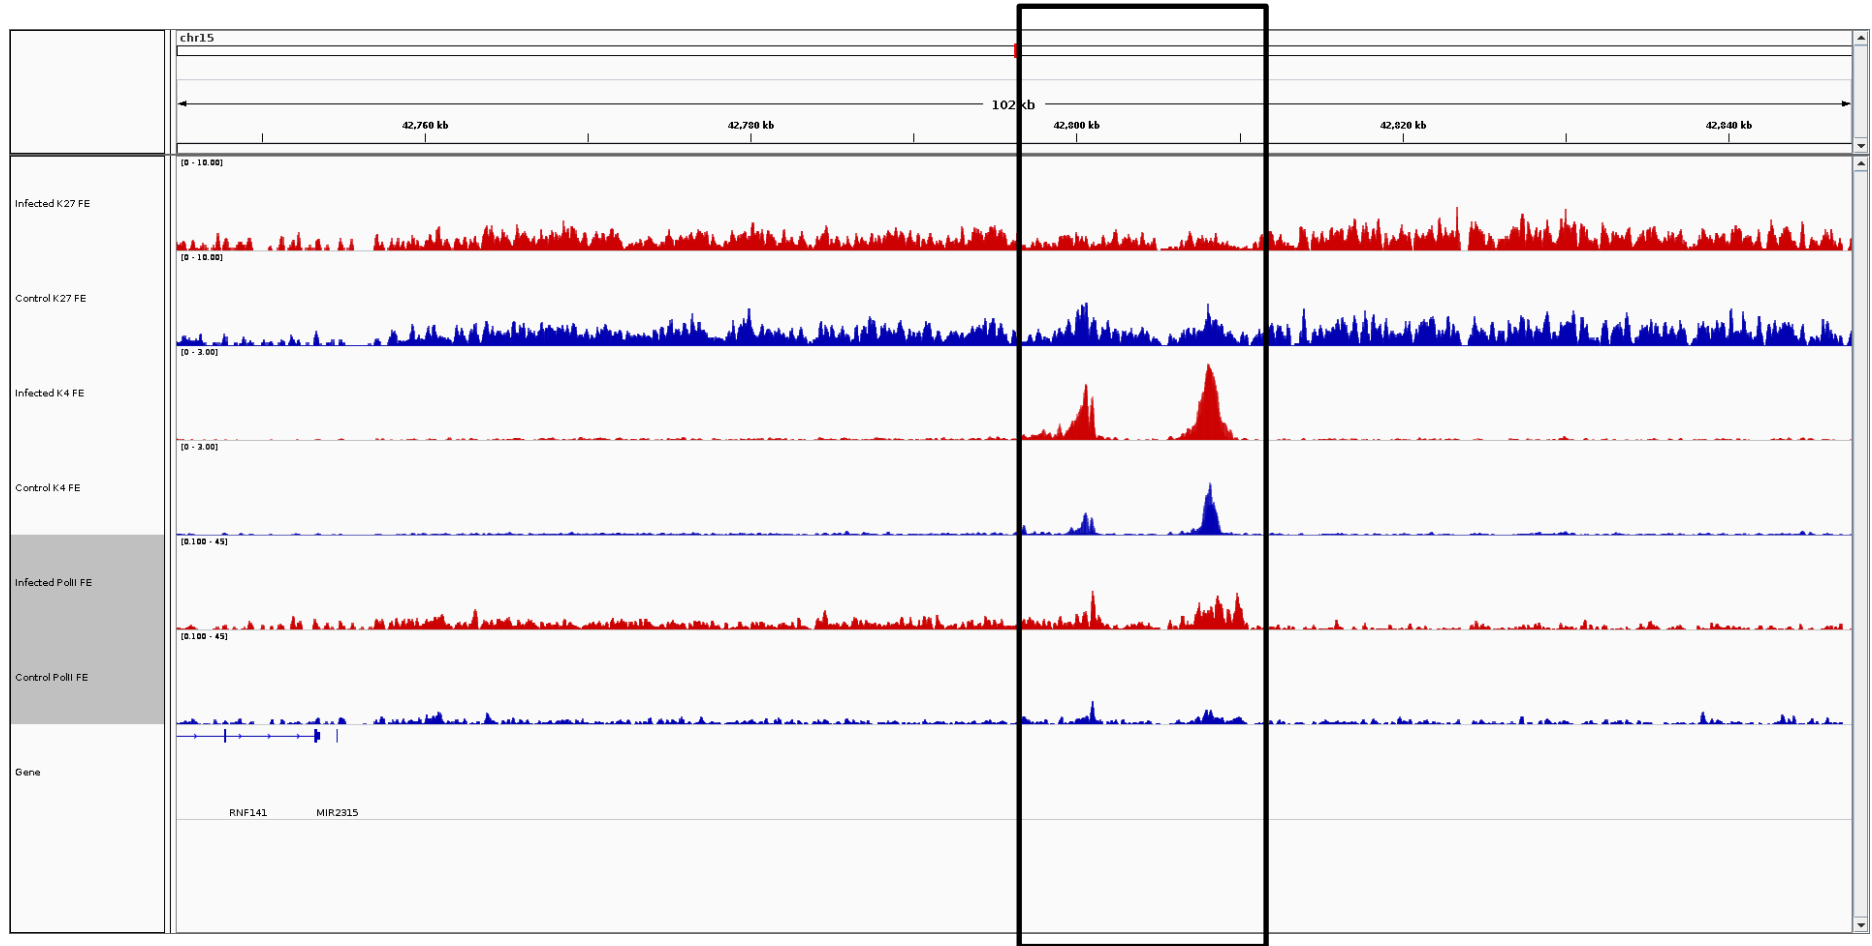 chr15
102 kb
42,760 kb 42,780 kb 42,800 kb 42,820 kb 42,840 kb
[0 - 10.00]
Infected K27 FE
[0 - 10.00]
Control K27 FE
[0 - 3.00]
Infected K4 FE
[0 - 3.00]
Control K4 FE
[0.100 - 45]
Infected PolII FE
[0.100 - 45]
Control PolII FE
Gene
RNF141 MIR2315